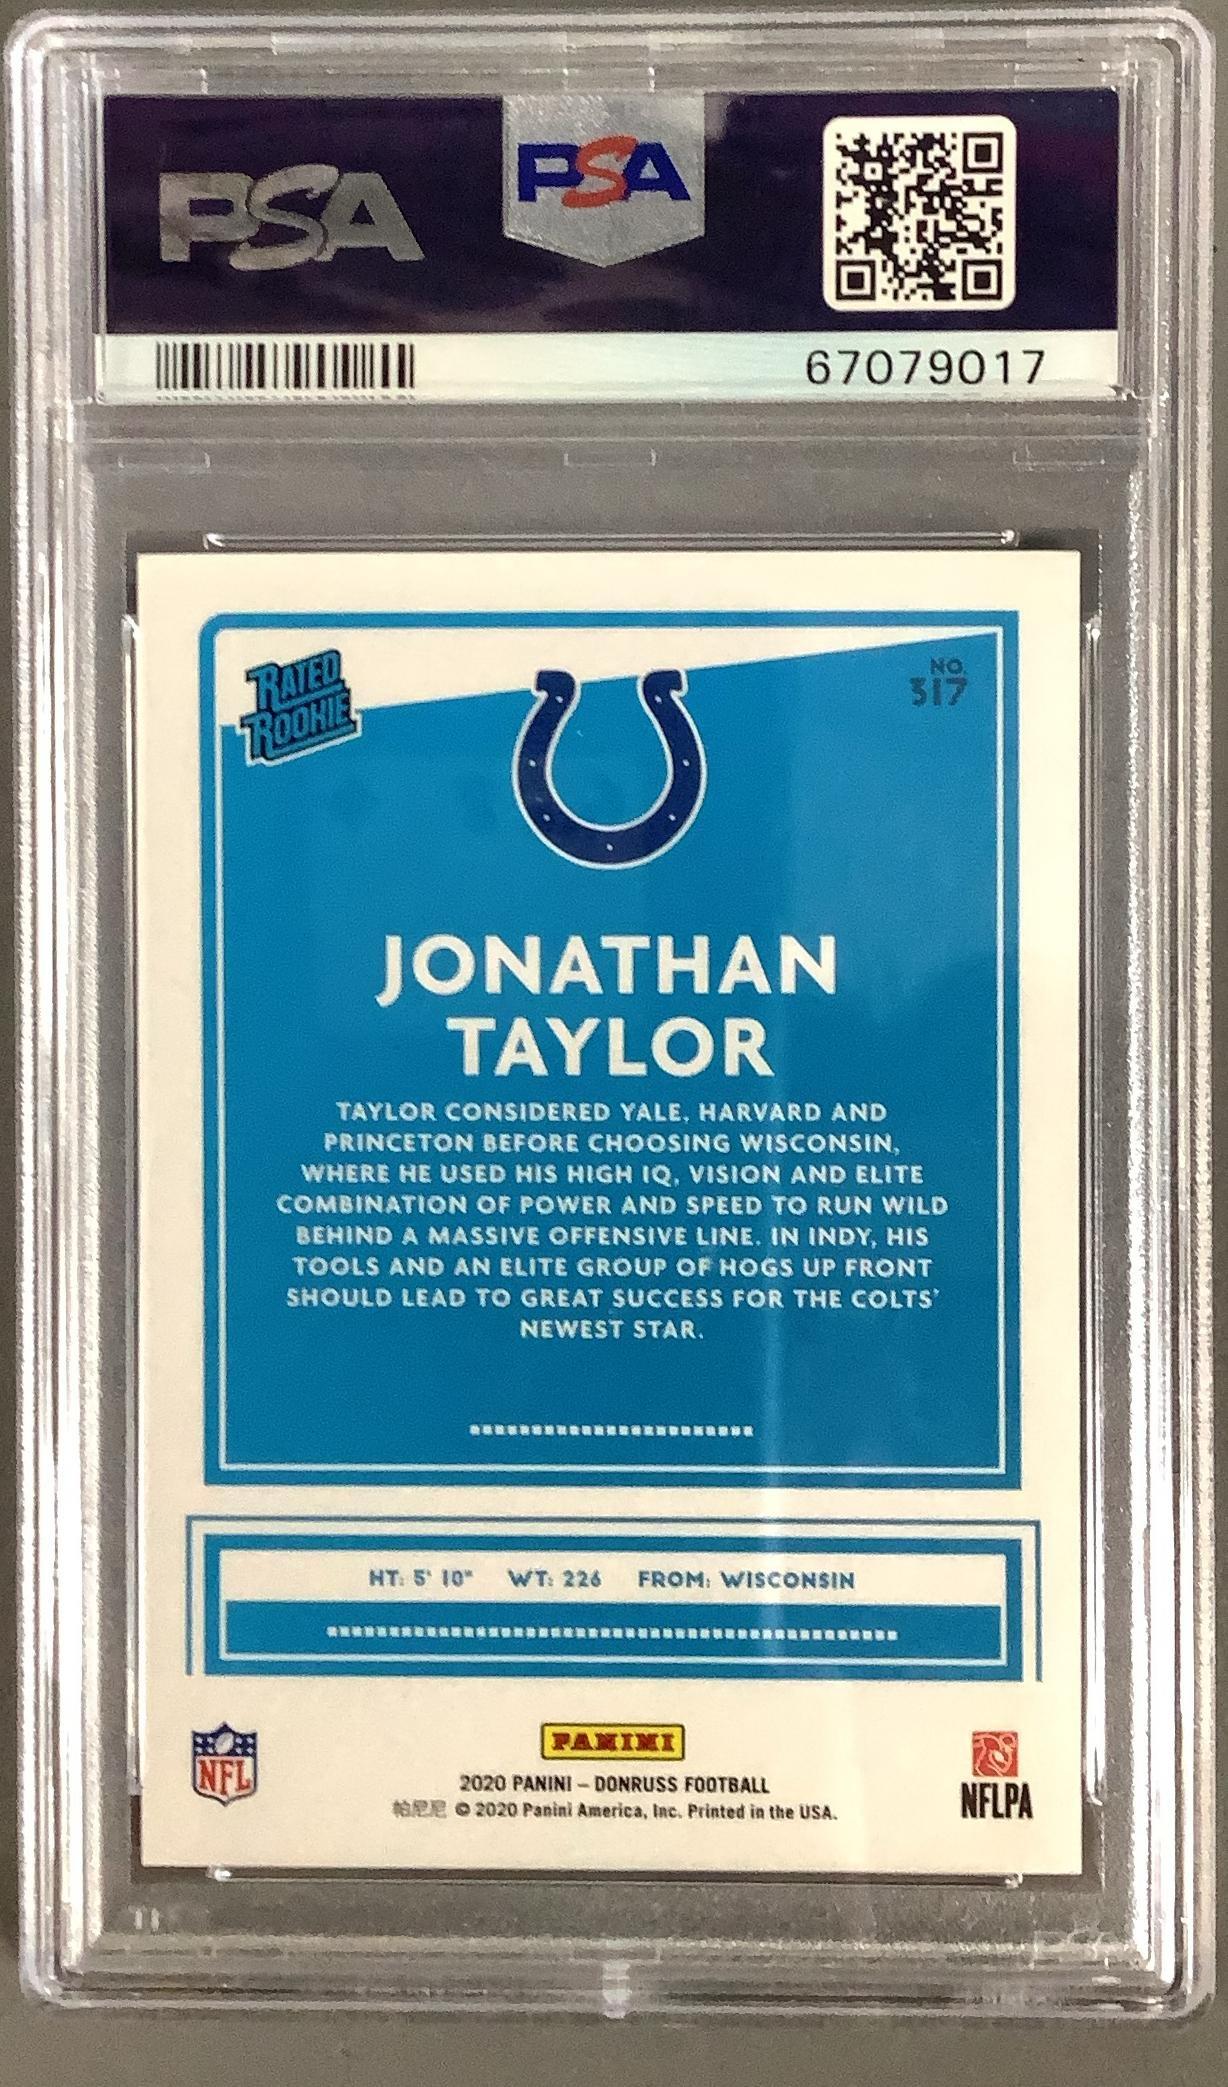 PSA
PSA
67079017
RATED
ROOKIE
NO.
317
JONATHAN
TAYLOR
TAYLOR CONSIDERED YALE, HARVARD AND
PRINCETON BEFORE CHOOSING WISCONSIN,
WHERE HE USED HIS HIGH IQ, VISION AND ELITE
COMBINATION OF POWER AND SPEED TO RUN WILD
BEHIND A MASSIVE OFFENSIVE LINE. IN INDY, HIS
TOOLS AND AN ELITE GROUP OF HOGS UP FRONT
SHOULD LEAD TO GREAT SUCCESS FOR THE COLTS'
NEWEST STAR.
HT: 5' 10" WT: 226 FROM: WISCONSIN
NFL
PANINI
2020 PANINI – DONRUSS FOOTBALL
帕尼尼 © 2020 Panini America, Inc. Printed in the USA.
NFLPA